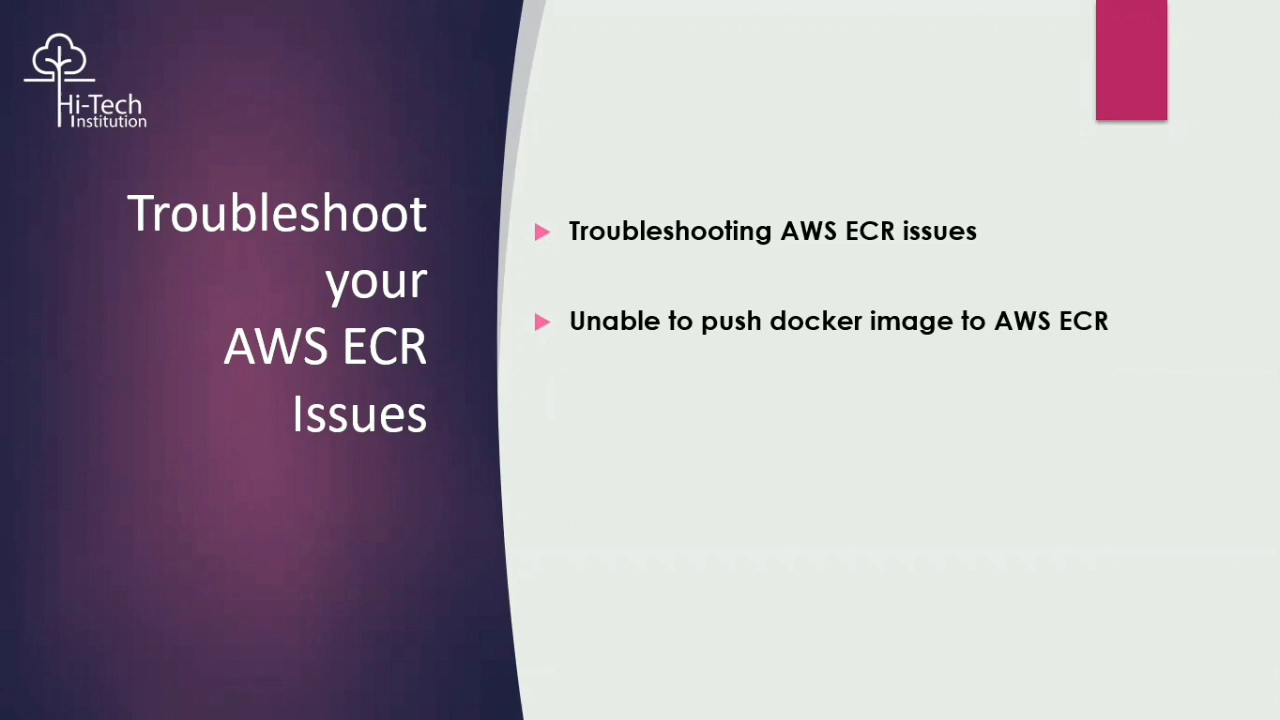 Hi-Tech
Institution
Troubleshoot
your
AWS ECR
Issues
Troubleshooting AWS ECR issues
Unable to push docker image to AWS ECR